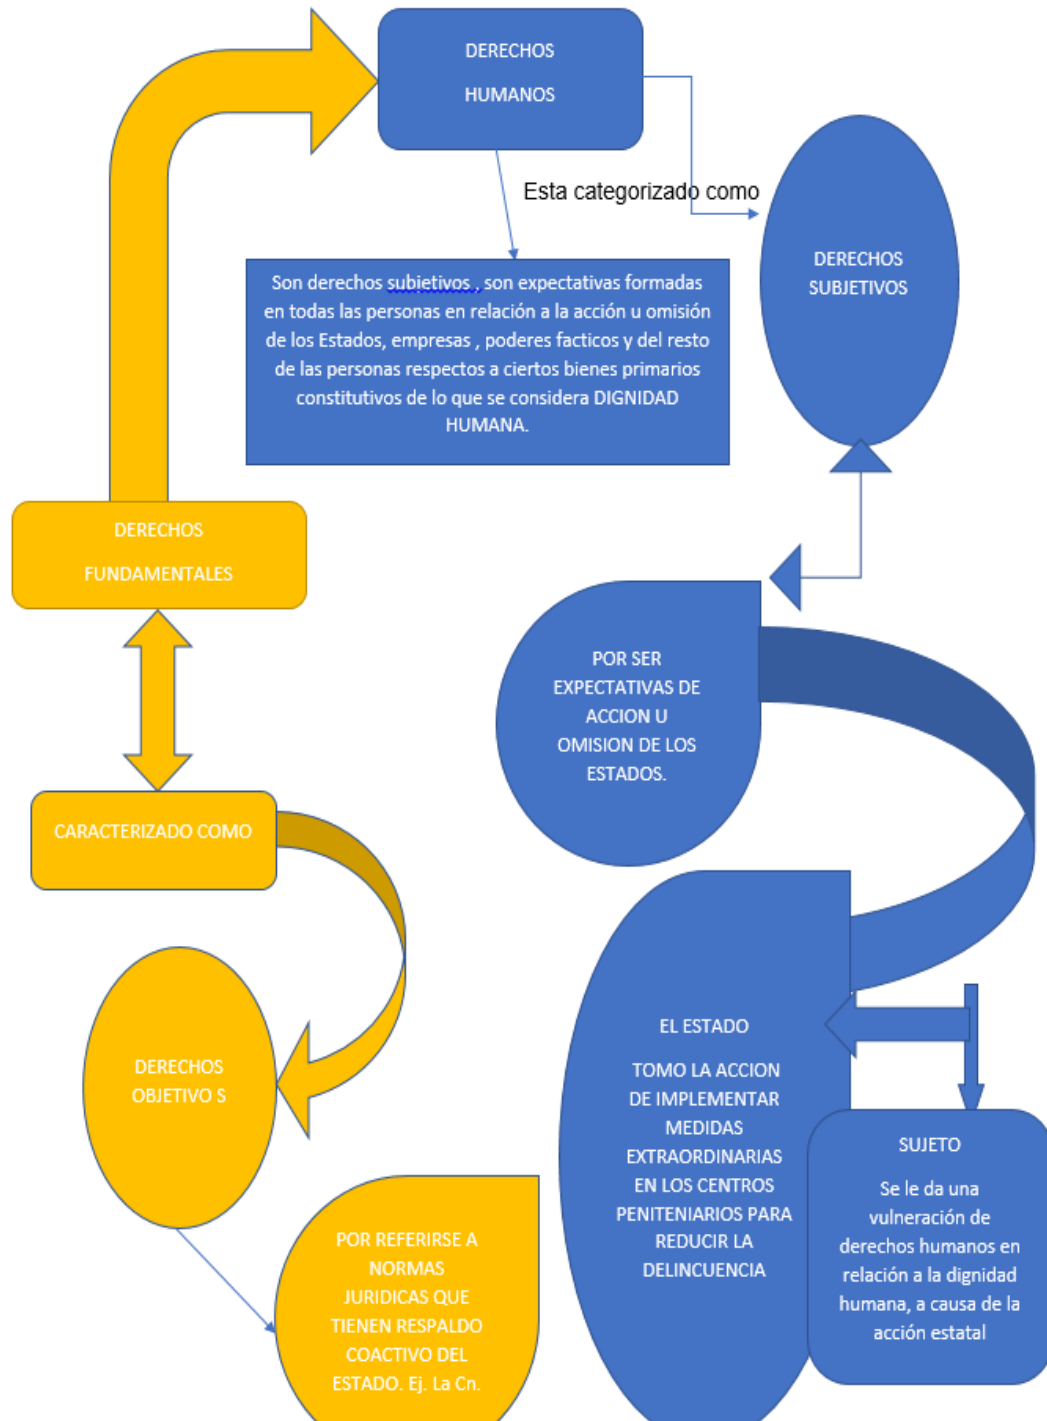 DERECHOS
HUMANOS
Esta categorizado como
DERECHOS
SUBJETIVOS
Son derechos subjetivos , son expectativas formadas
en todas las personas en relación a la acción u omisión
de los Estados, empresas , poderes facticos y del resto
de las personas respectos a ciertos bienes primarios
constitutivos de lo que se considera DIGNIDAD
HUMANA.
DERECHOS
FUNDAMENTALES
POR SER
EXPECTATIVAS DE
ACCION U
OMISION DE LOS
ESTADOS.
CARACTERIZADO COMO
DERECHOS
OBJETIVO S
EL ESTADO
TOMO LA ACCION
DE IMPLEMENTAR
MEDIDAS
EXTRAORDINARIAS
EN LOS CENTROS
PENITENIARIOS PARA
REDUCIR LA
DELINCUENCIA
SUJETO
Se le da una
vulneración de
derechos humanos en
relación a la dignidad
humana, a causa de la
acción estatal
POR REFERIRSE A
NORMAS
JURIDICAS QUE
TIENEN RESPALDO
COACTIVO DEL
ESTADO. Ej. La Cn.